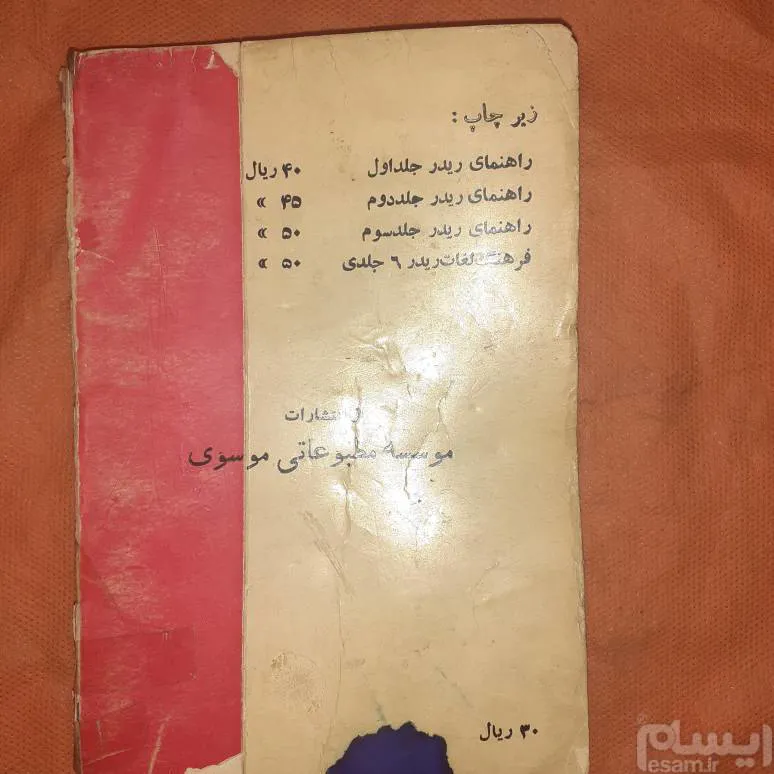 زیر چاپ :
راهنمای ریدر جلداول ۴۰ ریال
راهنمای ریدر جلددوم ۴۵ »
راهنمای ریدر جلدسوم ۵۰ »
فرهنگ لغات ریدر ۶ جلدی ۵۰ »
از انتشارات
موسسه مطبوعاتی موسوی
۳۰ ریال
ایسام
esam.ir